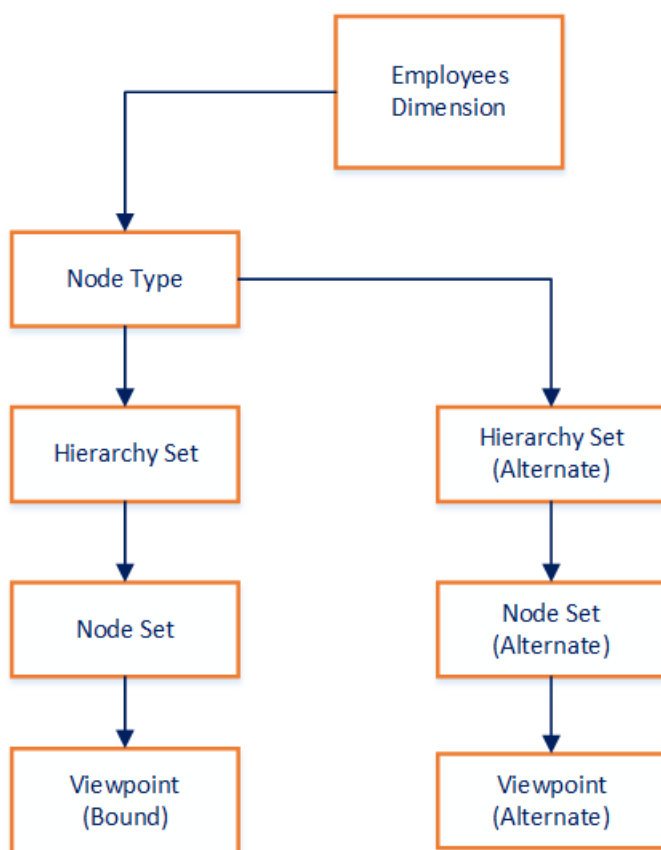 Employees
Dimension
Node Type
Hierarchy Set
Hierarchy Set
(Alternate)
Node Set
Node Set
(Alternate)
Viewpoint
(Bound)
Viewpoint
(Alternate)